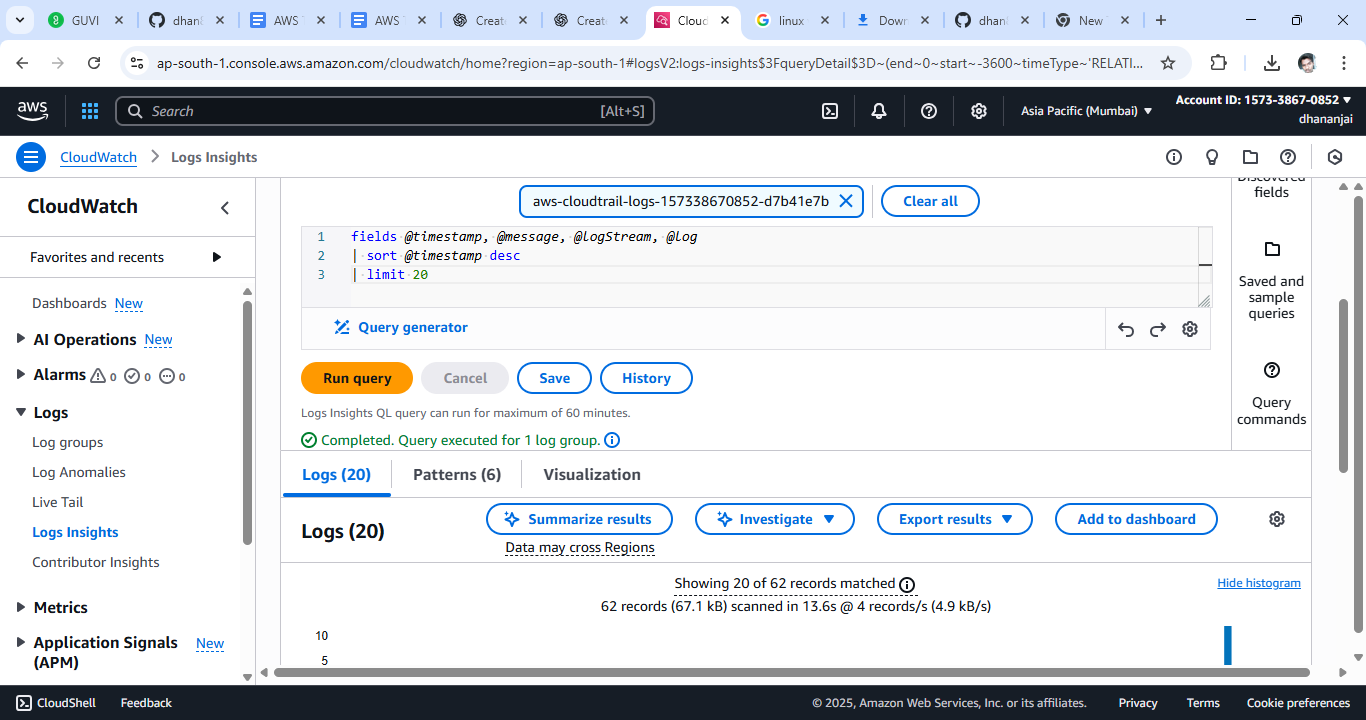 GUVI
dhan
AWS
AWS
Creat
Creat
Cloud
linux
Down
dhan
New
ap-south-1.console.aws.amazon.com/cloudwatch/home?region=ap-south-1#logsV2:logs-insights$3FqueryDetail$3D~(end~0~start~-3600~timeType~'RELATI...
aws
Search
[Alt+S]
Asia Pacific (Mumbai)
Account ID: 1573-3867-0852
dhananjai
CloudWatch
Logs Insights
CloudWatch
Favorites and recents
Dashboards New
AI Operations New
Alarms 0 0 0
Logs
Log groups
Log Anomalies
Live Tail
Logs Insights
Contributor Insights
Metrics
Application Signals New
(APM)
aws-cloudtrail-logs-157338670852-d7b41e7b
Clear all
1 fields @timestamp, @message, @logStream, @log
2 | sort @timestamp desc
3 | limit 20
Query generator
Run query
Cancel
Save
History
Logs Insights QL query can run for maximum of 60 minutes.
Completed. Query executed for 1 log group.
Discovered
fields
Saved and
sample
queries
Query
commands
Logs (20)
Patterns (6)
Visualization
Logs (20)
Summarize results
Investigate
Export results
Add to dashboard
Data may cross Regions
Showing 20 of 62 records matched
Hide histogram
62 records (67.1 kB) scanned in 13.6s @ 4 records/s (4.9 kB/s)
10
5
CloudShell
Feedback
© 2025, Amazon Web Services, Inc. or its affiliates.
Privacy
Terms
Cookie preferences